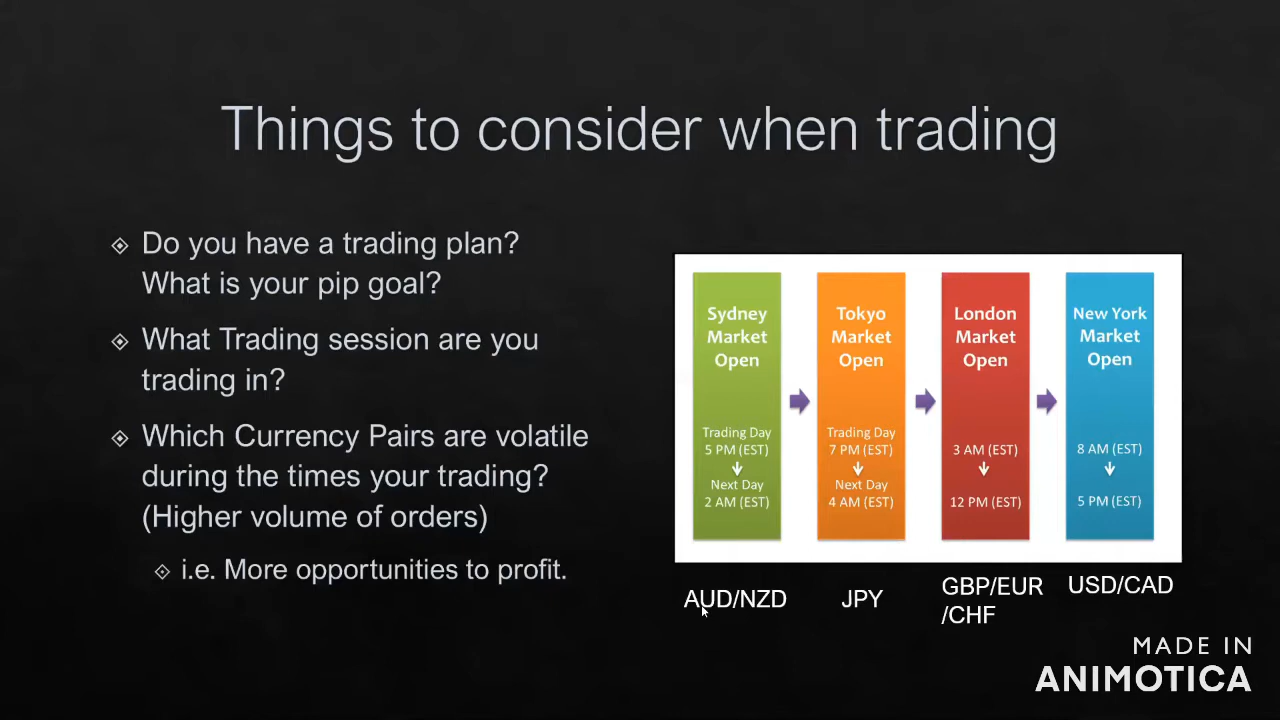 Things to consider when trading
Do you have a trading plan?
What is your pip goal?
What Trading session are you
trading in?
Which Currency Pairs are volatile
during the times your trading?
(Higher volume of orders)
i.e. More opportunities to profit.
Sydney
Market
Open
Trading Day
5 PM (EST)
Next Day
2 AM (EST)
Tokyo
Market
Open
Trading Day
7 PM (EST)
Next Day
4 AM (EST)
London
Market
Open
3 AM (EST)
12 PM (EST)
New York
Market
Open
8 AM (EST)
5 PM (EST)
AUD/NZD
JPY
GBP/EUR
/CHF
USD/CAD
MADE IN
ANIMOTICA